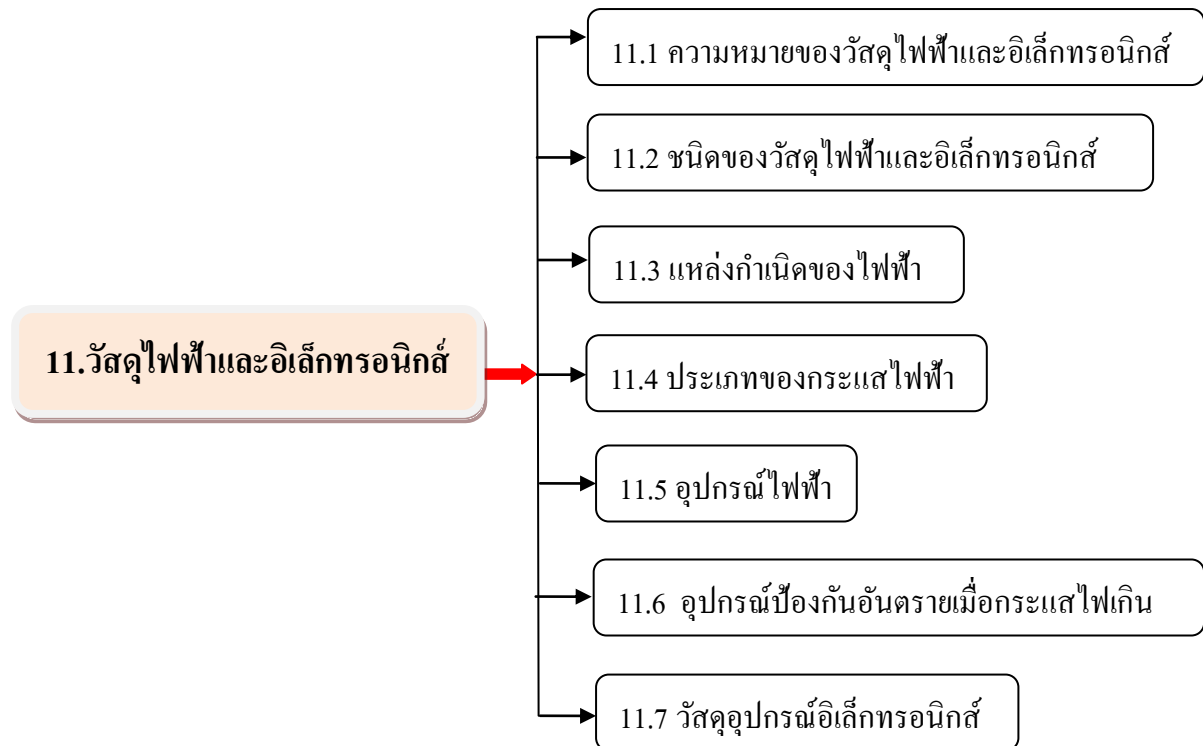 11.1 ความหมายของวัสดุไฟฟ้าและอิเล็กทรอนิกส์
11.2 ชนิดของวัสดุไฟฟ้าและอิเล็กทรอนิกส์
11.3 แหล่งกำเนิดของไฟฟ้า
11.วัสดุไฟฟ้าและอิเล็กทรอนิกส์
11.4 ประเภทของกระแสไฟฟ้า
11.5 อุปกรณ์ไฟฟ้า
11.6 อุปกรณ์ป้องกันอันตรายเมื่อกระแสไฟเกิน
11.7 วัสดุอุปกรณ์อิเล็กทรอนิกส์